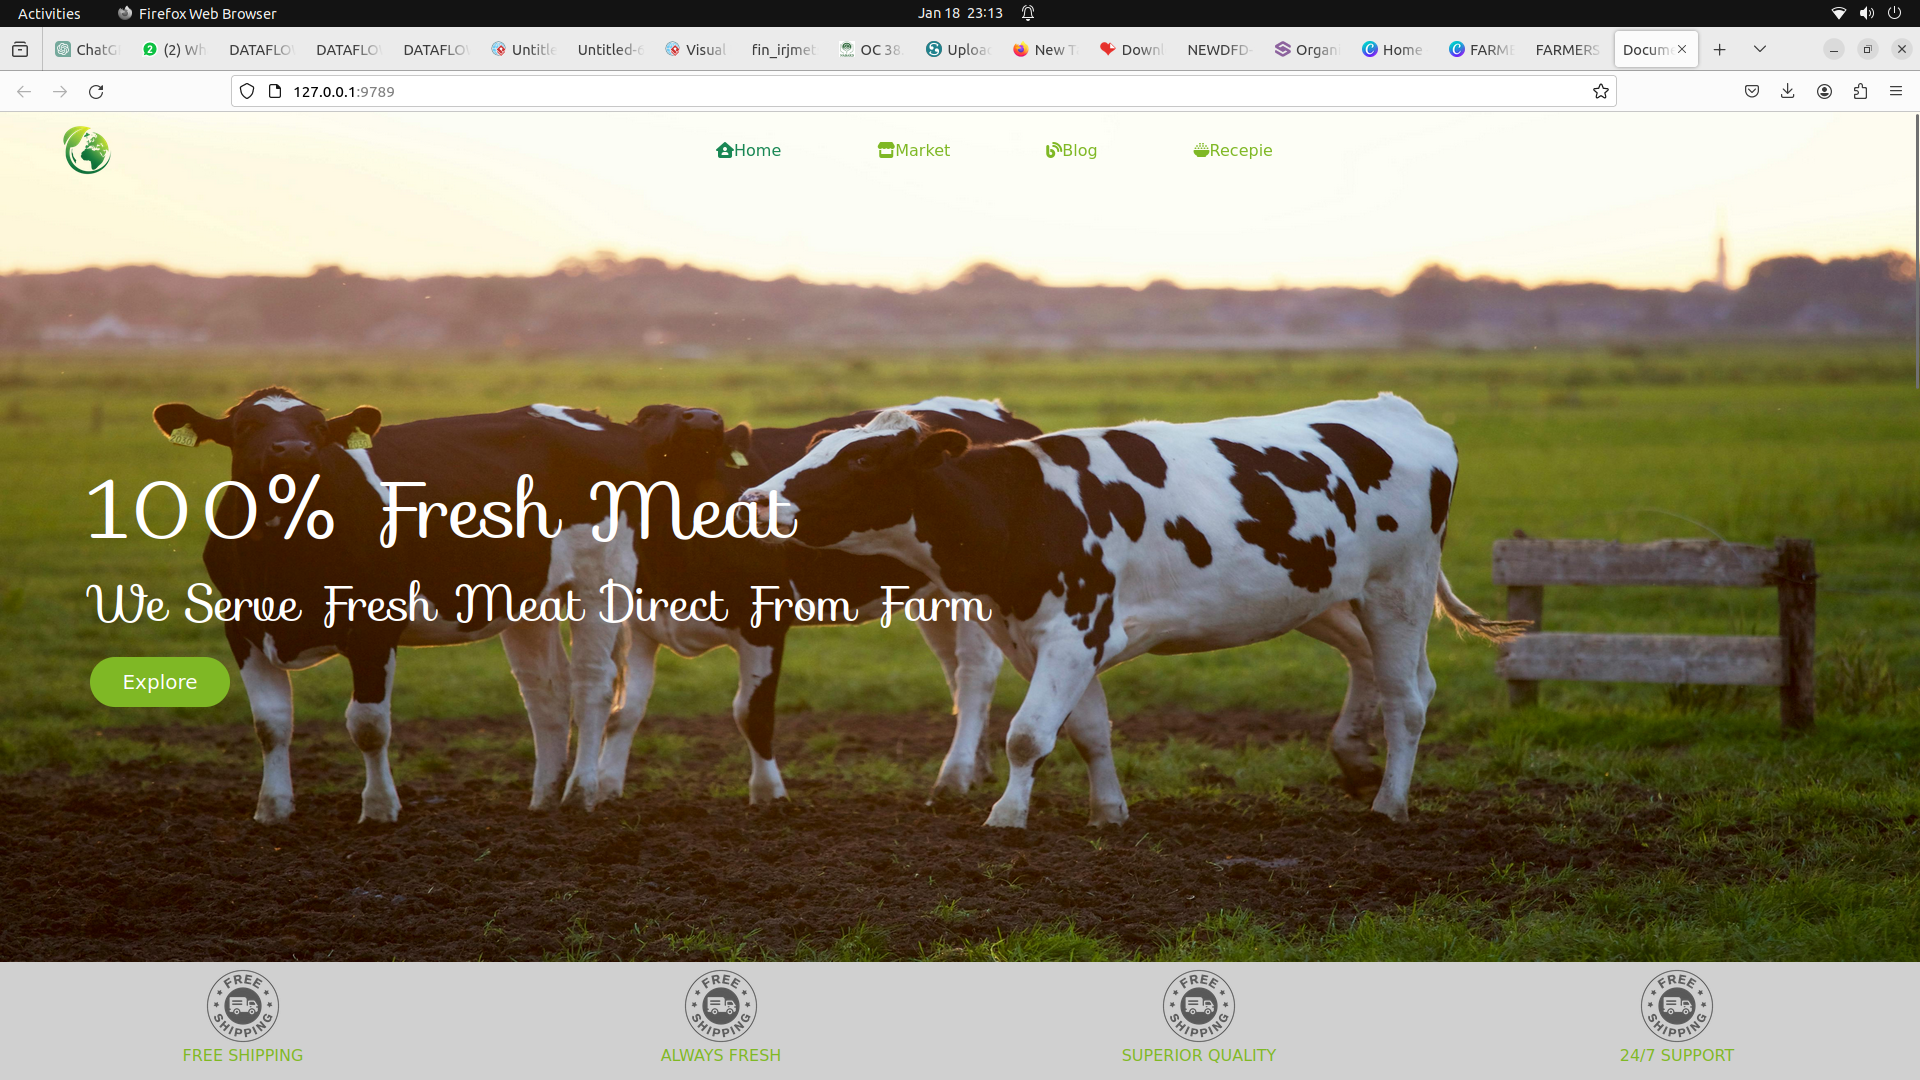 Activities Firefox Web Browser Jan 18 23:13
ChatG (2) Wh DATAFLO DATAFLO DATAFLO Untitle Untitled-6 Visual fin_irjmet OC 38. Uploa New T Downl NEWDFD- Organi Home FARME FARMERS Docum
127.0.0.1:9789
Home Market Blog Recepie
100% Fresh Meat
We Serve Fresh Meat Direct From Farm
Explore
FREE SHIPPING FREE SHIPPING FREE SHIPPING FREE SHIPPING
FREE SHIPPING ALWAYS FRESH SUPERIOR QUALITY 24/7 SUPPORT